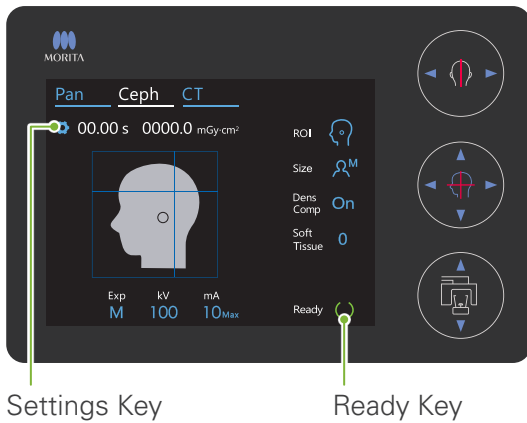 MORITA
Pan Ceph CT
00.00 s 0000.0 mGy·cm²
ROI
Size M
Dens Comp On
Soft Tissue 0
Exp kV mA
M 100 10Max
Ready
Settings Key Ready Key